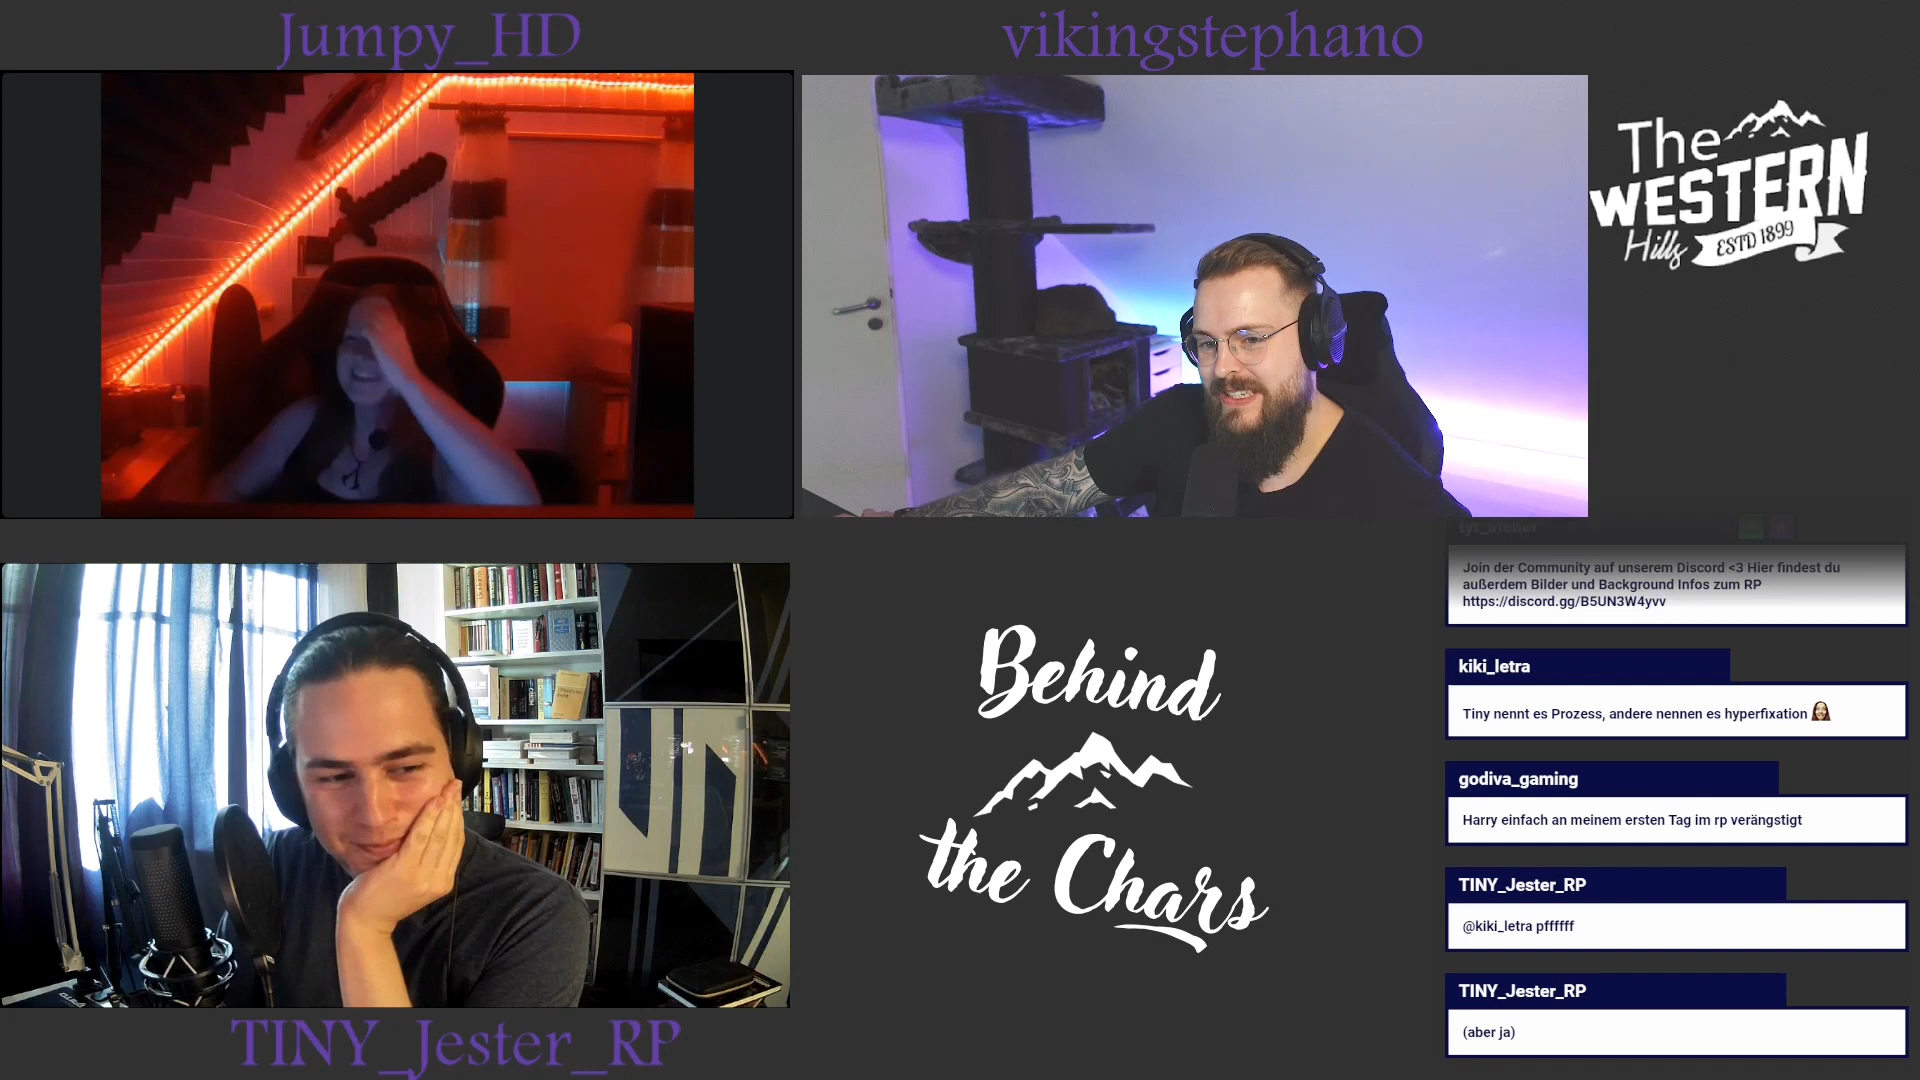 Jumpy_HD
vikingstephano
The
WESTERN
Hills
ESTD 1899
Join der Community auf unserem Discord <3 Hier findest du
außerdem Bilder und Background Infos zum RP
https://discord.gg/B5UN3W4yvv
kiki_letra
Tiny nennt es Prozess, andere nennen es hyperfixation
godiva_gaming
Harry einfach an meinem ersten Tag im rp verängstigt
TINY_Jester_RP
@kiki_letra pffffff
TINY_Jester_RP
(aber ja)
Behind
the Chars
TINY_Jester_RP